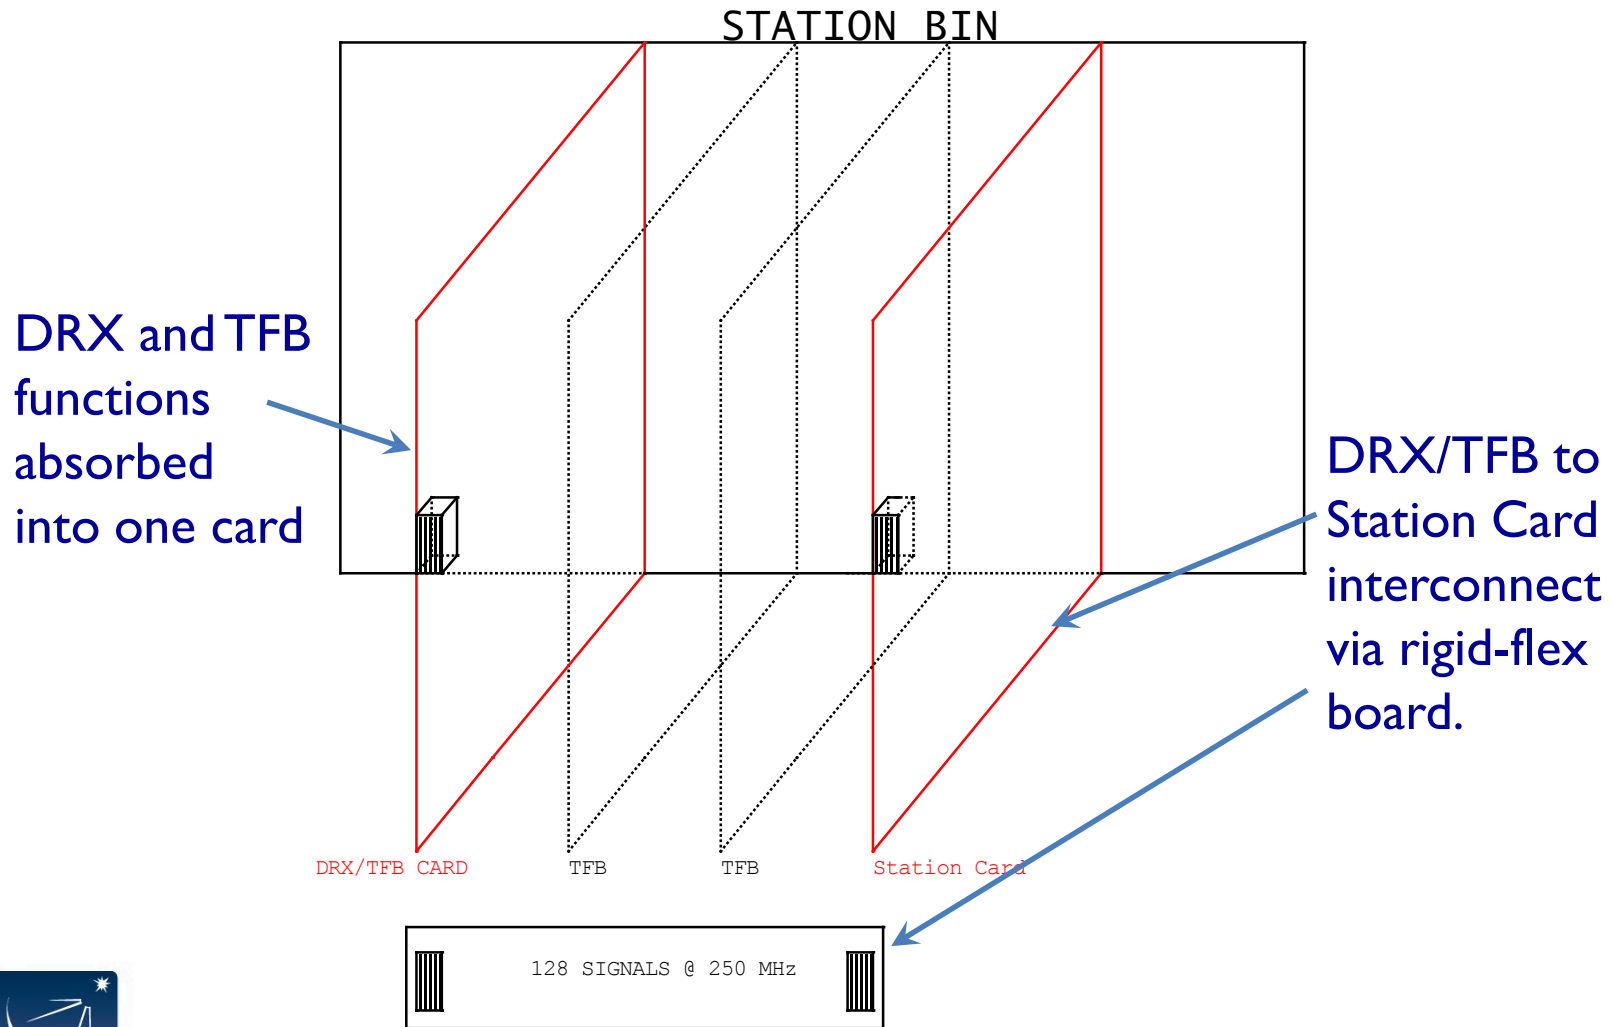 STATION BIN
DRX and TFB
functions
absorbed
into one card
DRX/TFB to
Station Card
interconnect
via rigid-flex
board.
DRX/TFB CARD
TFB
TFB
Station Card
128 SIGNALS @ 250 MHz